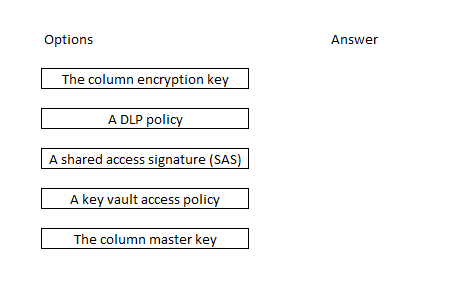 Options Answer
The column encryption key
A DLP policy
A shared access signature (SAS)
A key vault access policy
The column master key